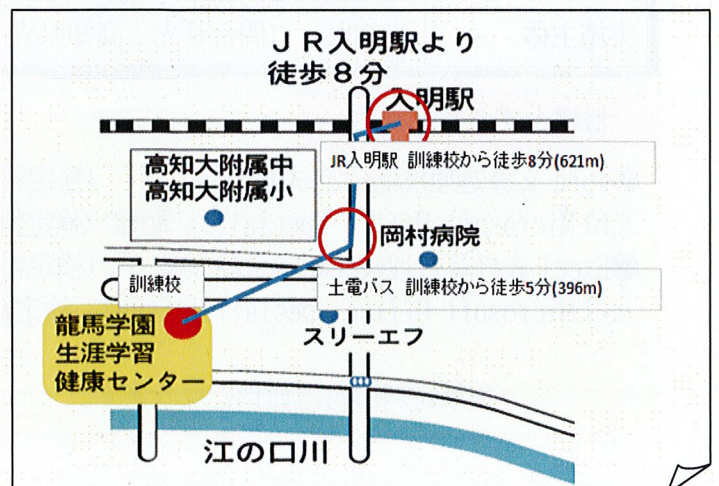 JR入明駅より
徒歩8分
入明駅
JR入明駅 訓練校から徒歩8分(621m)
高知大附属中
高知大附属小
岡村病院
訓練校
土電バス 訓練校から徒歩5分(396m)
龍馬学園
生涯学習
健康センター
スリーエフ
江の口川